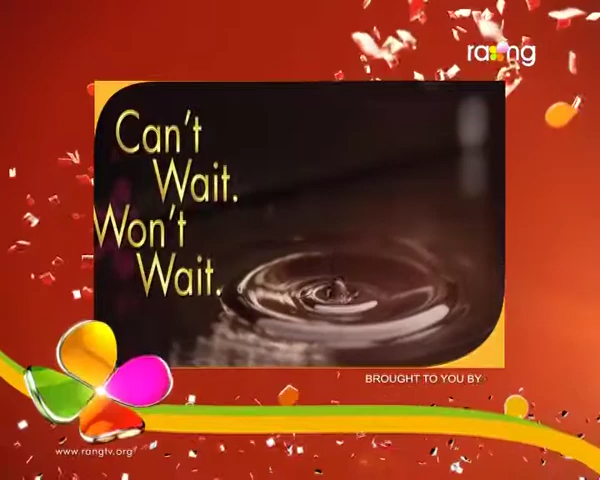 rang
Can't
Wait.
Won't
Wait.
BROUGHT TO YOU BY
www.rangtv.org